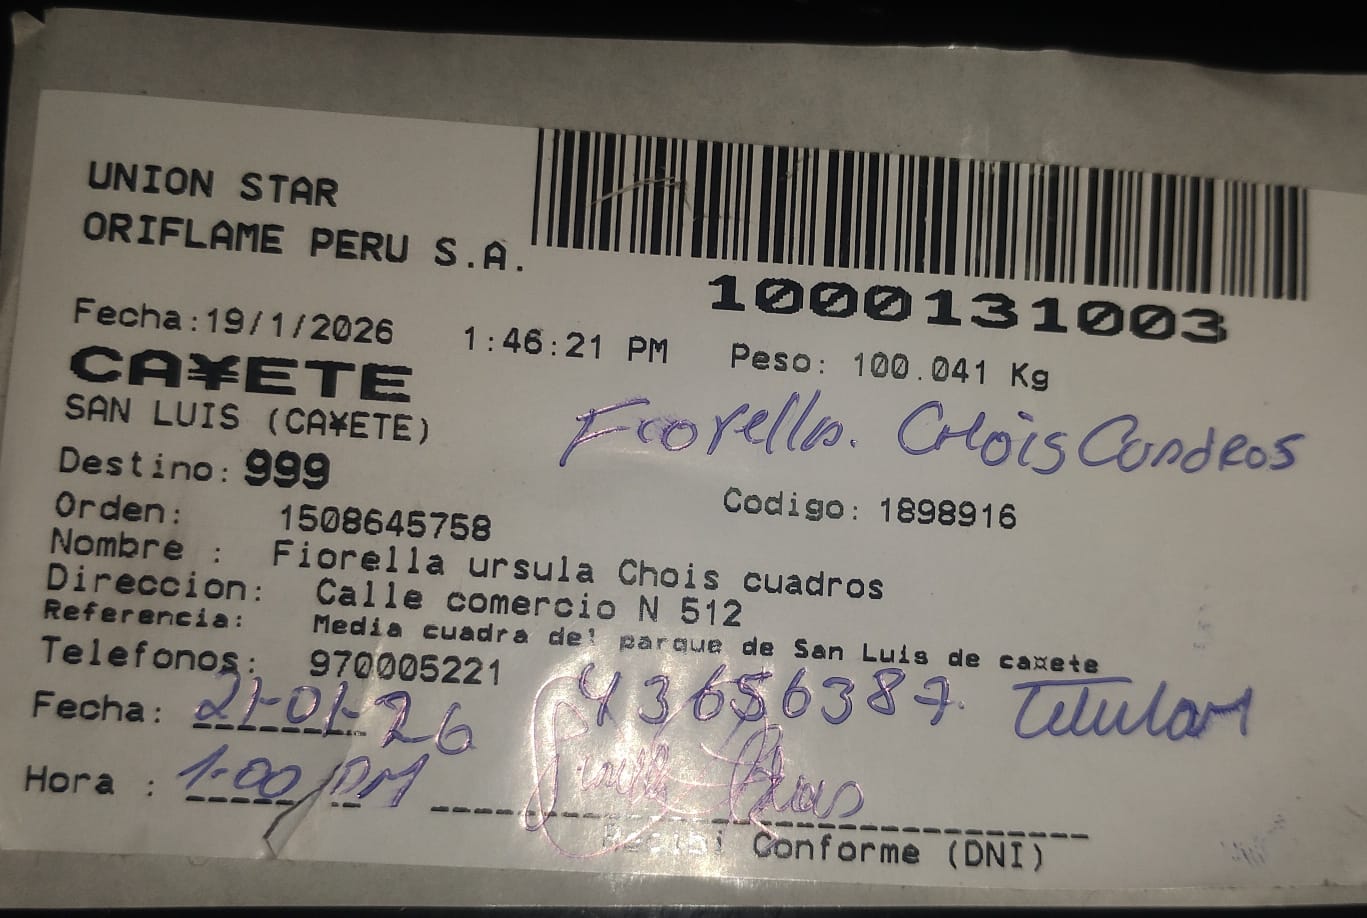 UNION STAR
ORIFLAME PERU S.A.
1000131003
Fecha:19/1/2026 1:46:21 PM Peso: 100.041 Kg
CA¥ETE
SAN LUIS (CA¥ETE)
Fiorella. Chois Cuadros
Destino: 999
Codigo: 1898916
Orden: 1508645758
Nombre : Fiorella ursula Chois cuadros
Direccion: Calle comercio N 512
Referencia: Media cuadra del parque de San Luis de ca¤ete
Telefonos: 970005221
43656387. Titular
Fecha: 21-01-26
Hora : 1:00 PM
Recibi Conforme (DNI)